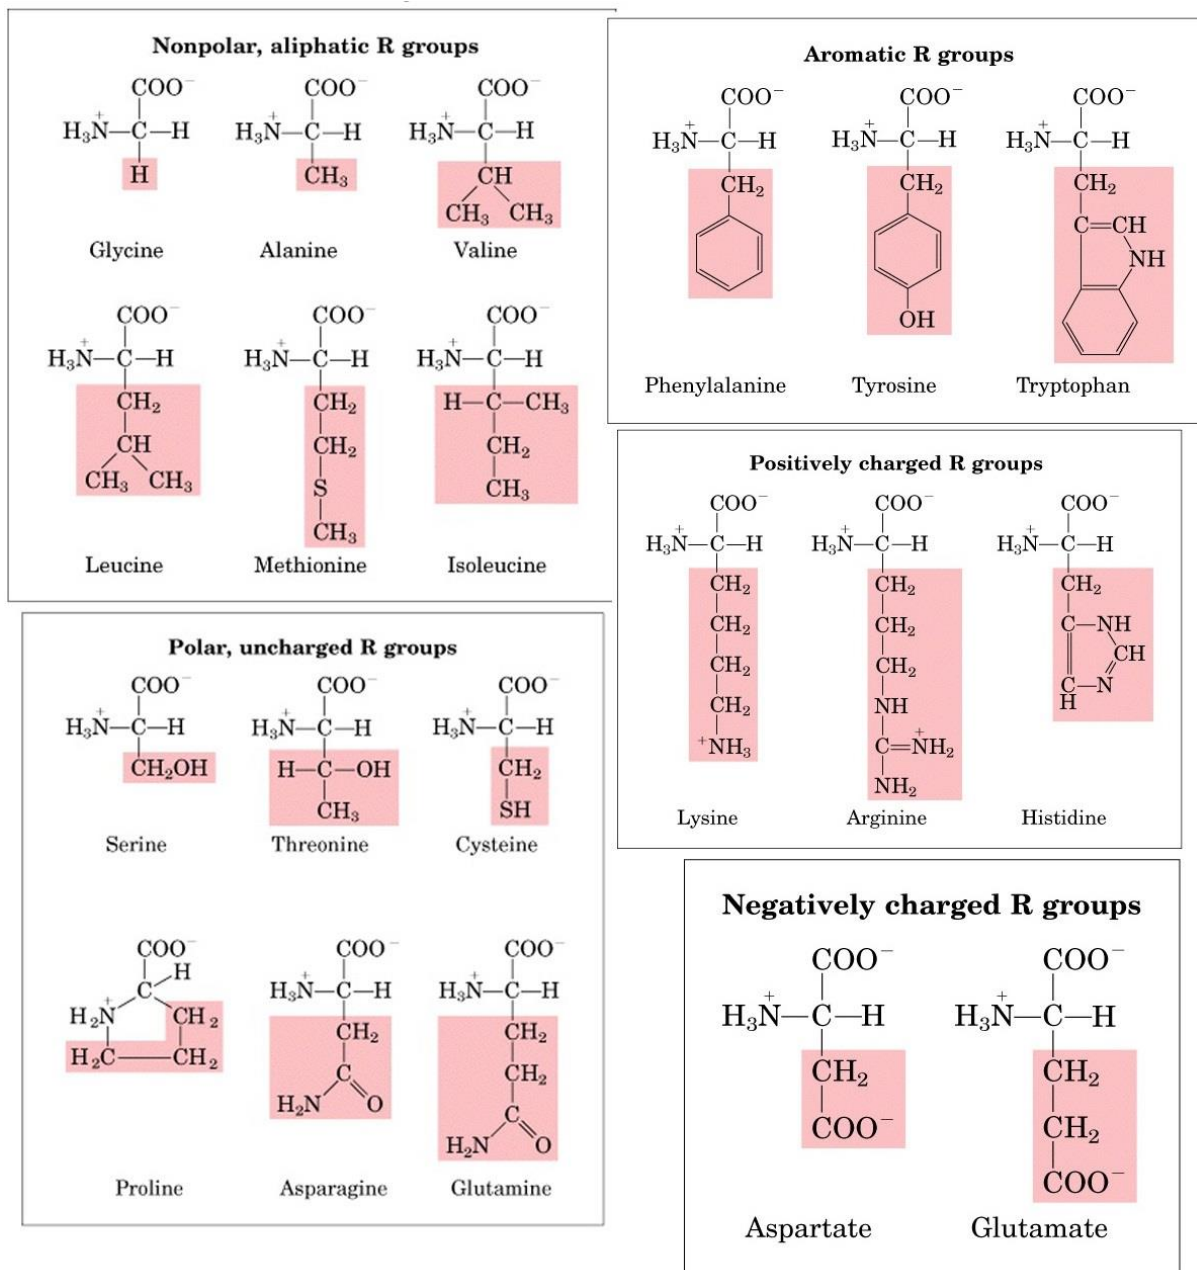 Nonpolar, aliphatic R groups
COO⁻ COO⁻ COO⁻
H₃N⁺—C—H H₃N⁺—C—H H₃N⁺—C—H
H CH₃ CH
CH₃ CH₃
Glycine Alanine Valine
COO⁻ COO⁻ COO⁻
H₃N⁺—C—H H₃N⁺—C—H H₃N⁺—C—H
CH₂ CH₂ H—C—CH₃
CH CH₂ CH₂
CH₃ CH₃ S CH₃
CH₃
Leucine Methionine Isoleucine
Aromatic R groups
COO⁻ COO⁻ COO⁻
H₃N⁺—C—H H₃N⁺—C—H H₃N⁺—C—H
CH₂ CH₂ CH₂
C=CH
NH
OH
Phenylalanine Tyrosine Tryptophan
Positively charged R groups
COO⁻ COO⁻ COO⁻
H₃N⁺—C—H H₃N⁺—C—H H₃N⁺—C—H
CH₂ CH₂ CH₂
CH₂ CH₂ C—NH
CH₂ CH₂ CH
CH₂ NH C—N
H
⁺NH₃ C=N⁺H₂
NH₂
Lysine Arginine Histidine
Polar, uncharged R groups
COO⁻ COO⁻ COO⁻
H₃N⁺—C—H H₃N⁺—C—H H₃N⁺—C—H
CH₂OH H—C—OH CH₂
CH₃ SH
Serine Threonine Cysteine
COO⁻ COO⁻ COO⁻
H
C H₃N⁺—C—H H₃N⁺—C—H
H₂N⁺ CH₂ CH₂ CH₂
H₂C CH₂ C CH₂
H₂N O C
H₂N O
Proline Asparagine Glutamine
Negatively charged R groups
COO⁻ COO⁻
H₃N⁺—C—H H₃N⁺—C—H
CH₂ CH₂
COO⁻ CH₂
COO⁻
Aspartate Glutamate